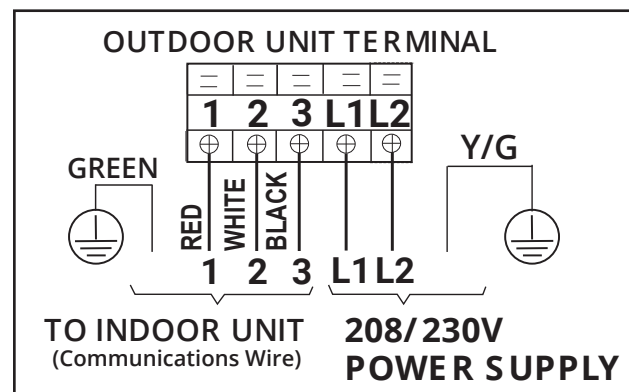 OUTDOOR UNIT TERMINAL
1 2 3 L1 L2
GREEN
Y/G
RED
WHITE
BLACK
1 2 3 L1 L2
TO INDOOR UNIT
(Communications Wire)
208/230V
POWER SUPPLY